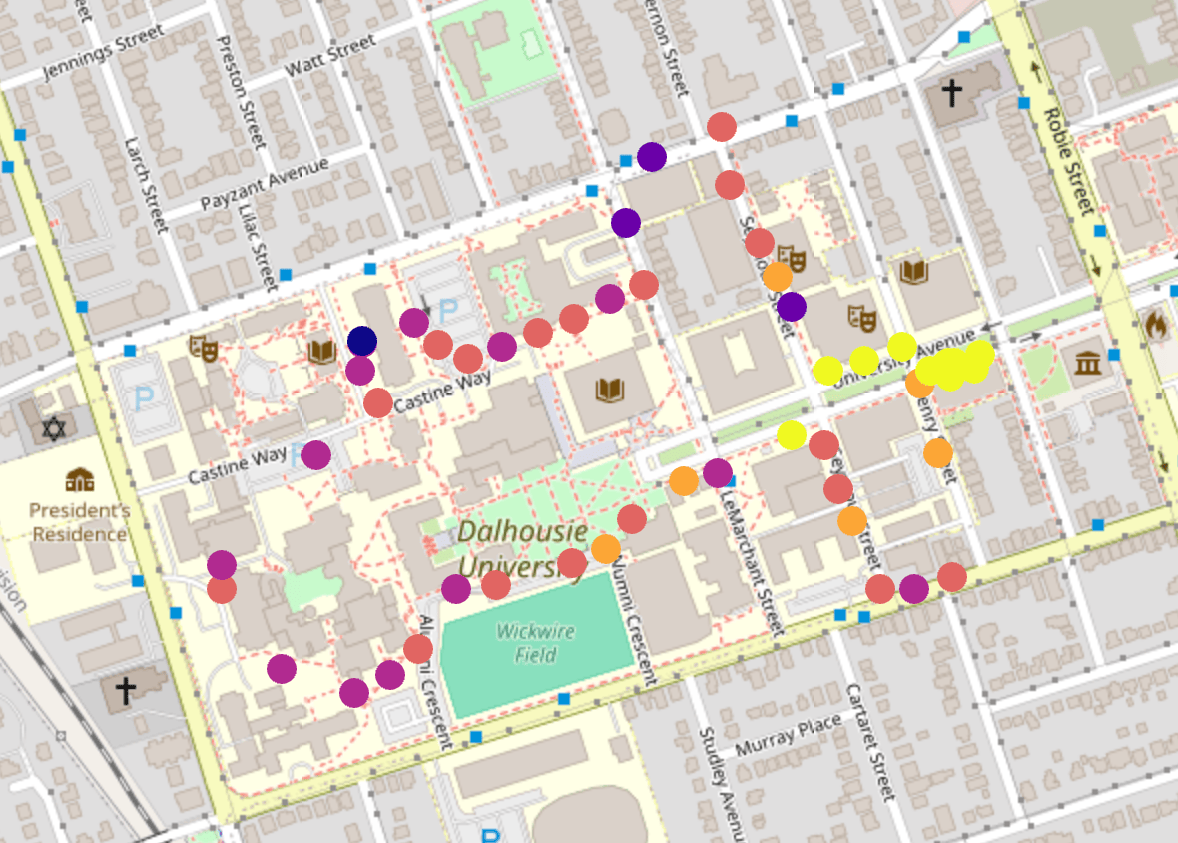 Jennings Street
Preston Street
Watt Street
Larch Street
Payzant Avenue
Lilac Street
Robie Street
P
P
University Avenue
Castine Way
Castine Way
President's
Residence
Dalhousie
University
LeMarchant Street
Wickwire
Field
Alumni Crescent
Alumni Crescent
Murray Place
Studley Avenue
Cartaret Street
P